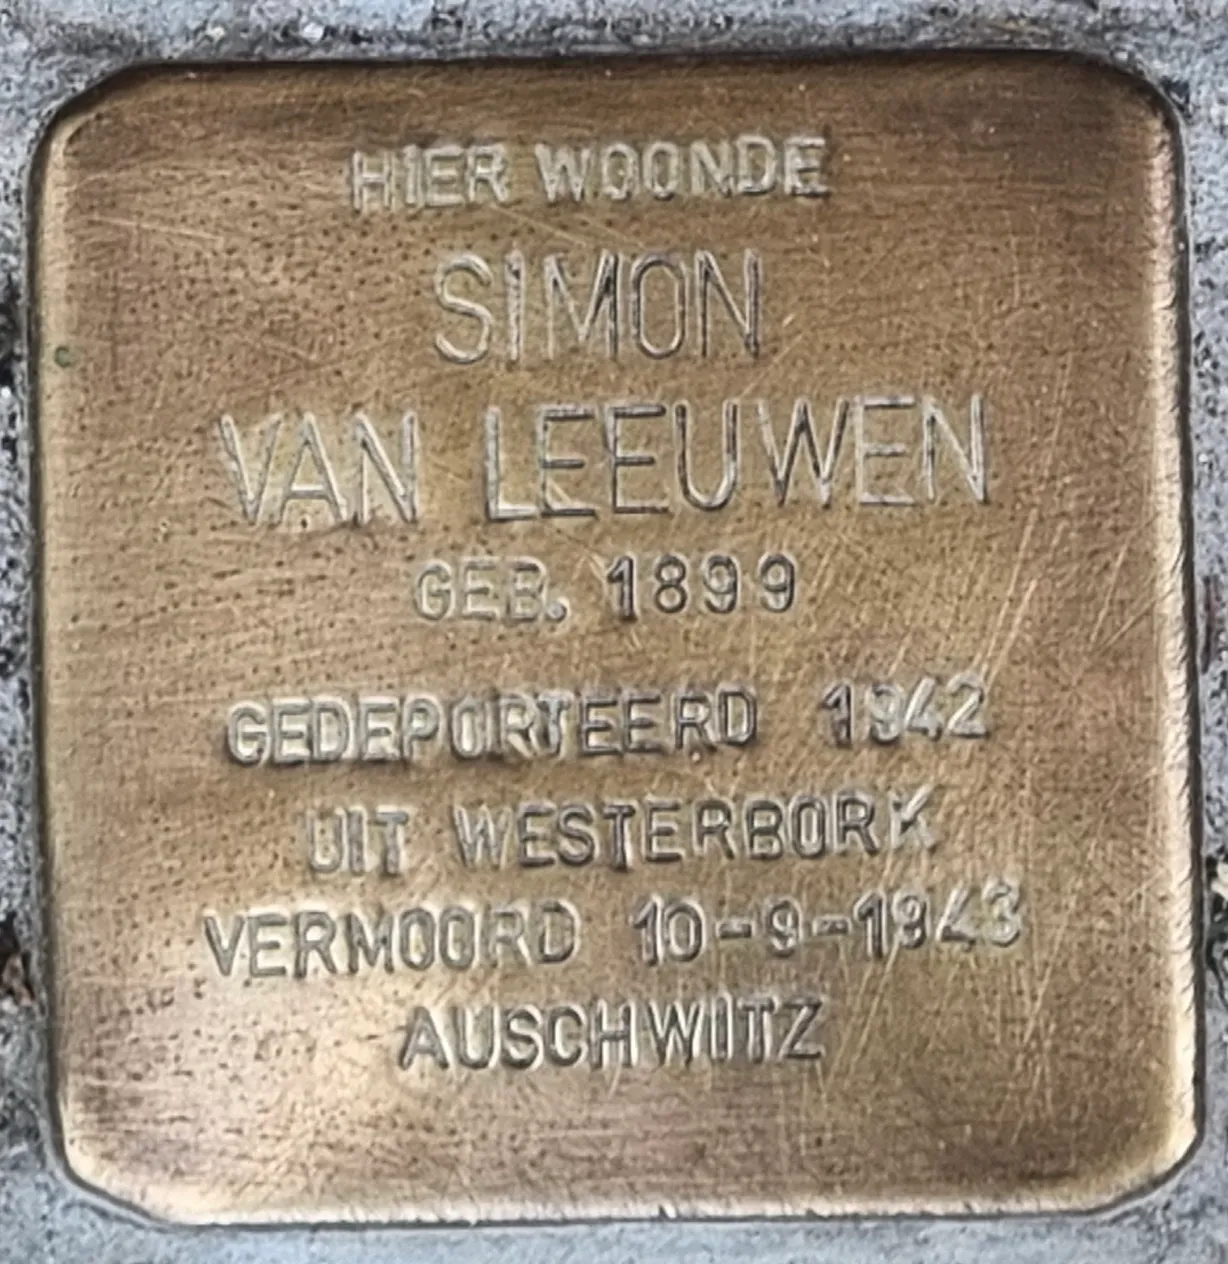 HIER WOONDE
SIMON
VAN LEEUWEN
GEB. 1899
GEDEPORTEERD 1942
UIT WESTERBORK
VERMOORD 10-9-1943
AUSCHWITZ